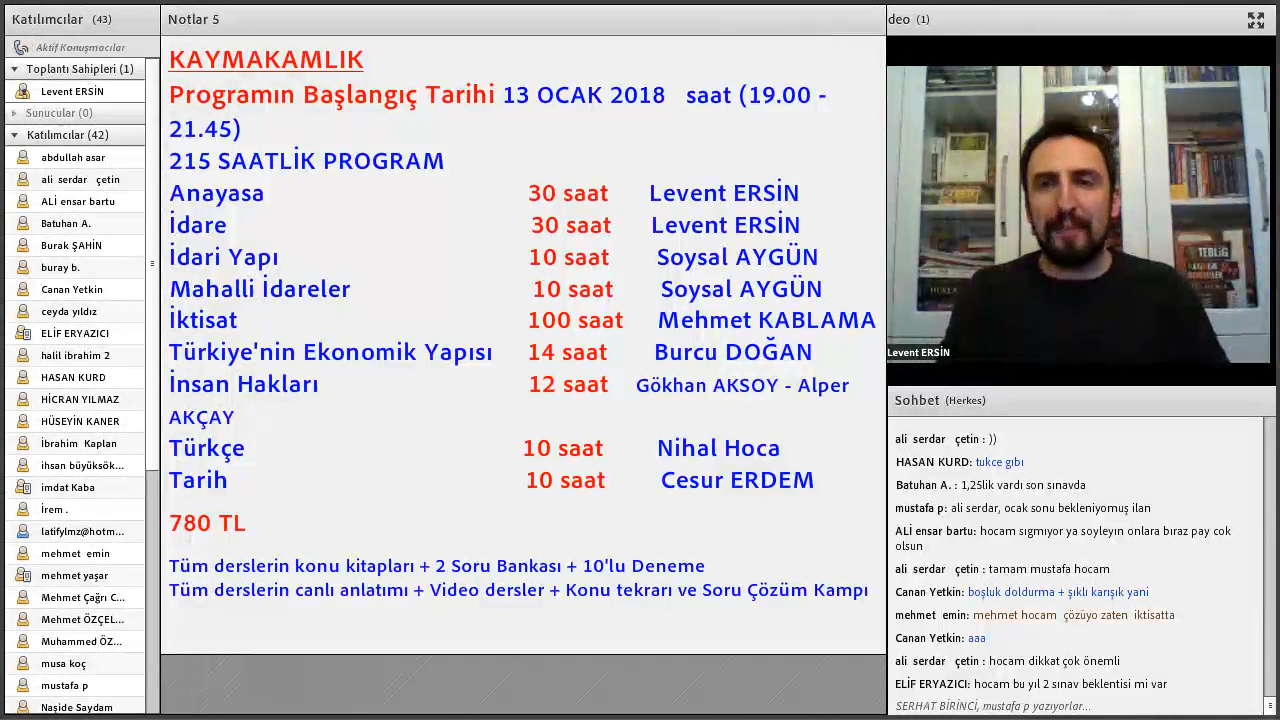 Katılımcılar (43)
Aktif Konuşmacılar
Toplantı Sahipleri (1)
Levent ERSİN
Sunucular (0)
Katılımcılar (42)
abdullah asar
ali serdar çetin
ALİ ensar bartu
Batuhan A.
Burak ŞAHİN
buray b.
Canan Yetkin
ceyda yıldız
ELİF ERYAZICI
halil ibrahim 2
HASAN KURD
HİCRAN YILMAZ
HÜSEYİN KANER
İbrahim Kaplan
ihsan büyüksök...
imdat Kaba
İrem .
latifylmz@hotm...
mehmet emin
mehmet yaşar
Mehmet Çağrı C...
Mehmet ÖZÇEL...
Muhammed ÖZ...
musa koç
mustafa p
Naşide Saydam
Notlar 5
KAYMAKAMLIK
Programın Başlangıç Tarihi 13 OCAK 2018 saat (19.00 -
21.45)
215 SAATLİK PROGRAM
Anayasa 30 saat Levent ERSİN
İdare 30 saat Levent ERSİN
İdari Yapı 10 saat Soysal AYGÜN
Mahalli İdareler 10 saat Soysal AYGÜN
İktisat 100 saat Mehmet KABLAMA
Türkiye'nin Ekonomik Yapısı 14 saat Burcu DOĞAN
İnsan Hakları 12 saat Gökhan AKSOY - Alper
AKÇAY
Türkçe 10 saat Nihal Hoca
Tarih 10 saat Cesur ERDEM
780 TL
Tüm derslerin konu kitapları + 2 Soru Bankası + 10'lu Deneme
Tüm derslerin canlı anlatımı + Video dersler + Konu tekrarı ve Soru Çözüm Kampı
deo (1)
TEDLİG
Levent ERSİN
Sohbet (Herkes)
ali serdar çetin : ))
HASAN KURD: tukce gıbı
Batuhan A. : 1,25lik vardı son sınavda
mustafa p: ali serdar, ocak sonu bekleniyomuş ilan
ALİ ensar bartu: hocam sıgmıyor ya soyleyın onlara bıraz pay cok
olsun
ali serdar çetin : tamam mustafa hocam
Canan Yetkin: boşluk doldurma + şıklı karışık yani
mehmet emin: mehmet hocam çözüyo zaten iktisatta
Canan Yetkin: aaa
ali serdar çetin : hocam dikkat çok önemli
ELİF ERYAZICI: hocam bu yıl 2 sınav beklentisi mi var
SERHAT BİRİNCİ, mustafa p yazıyorlar...